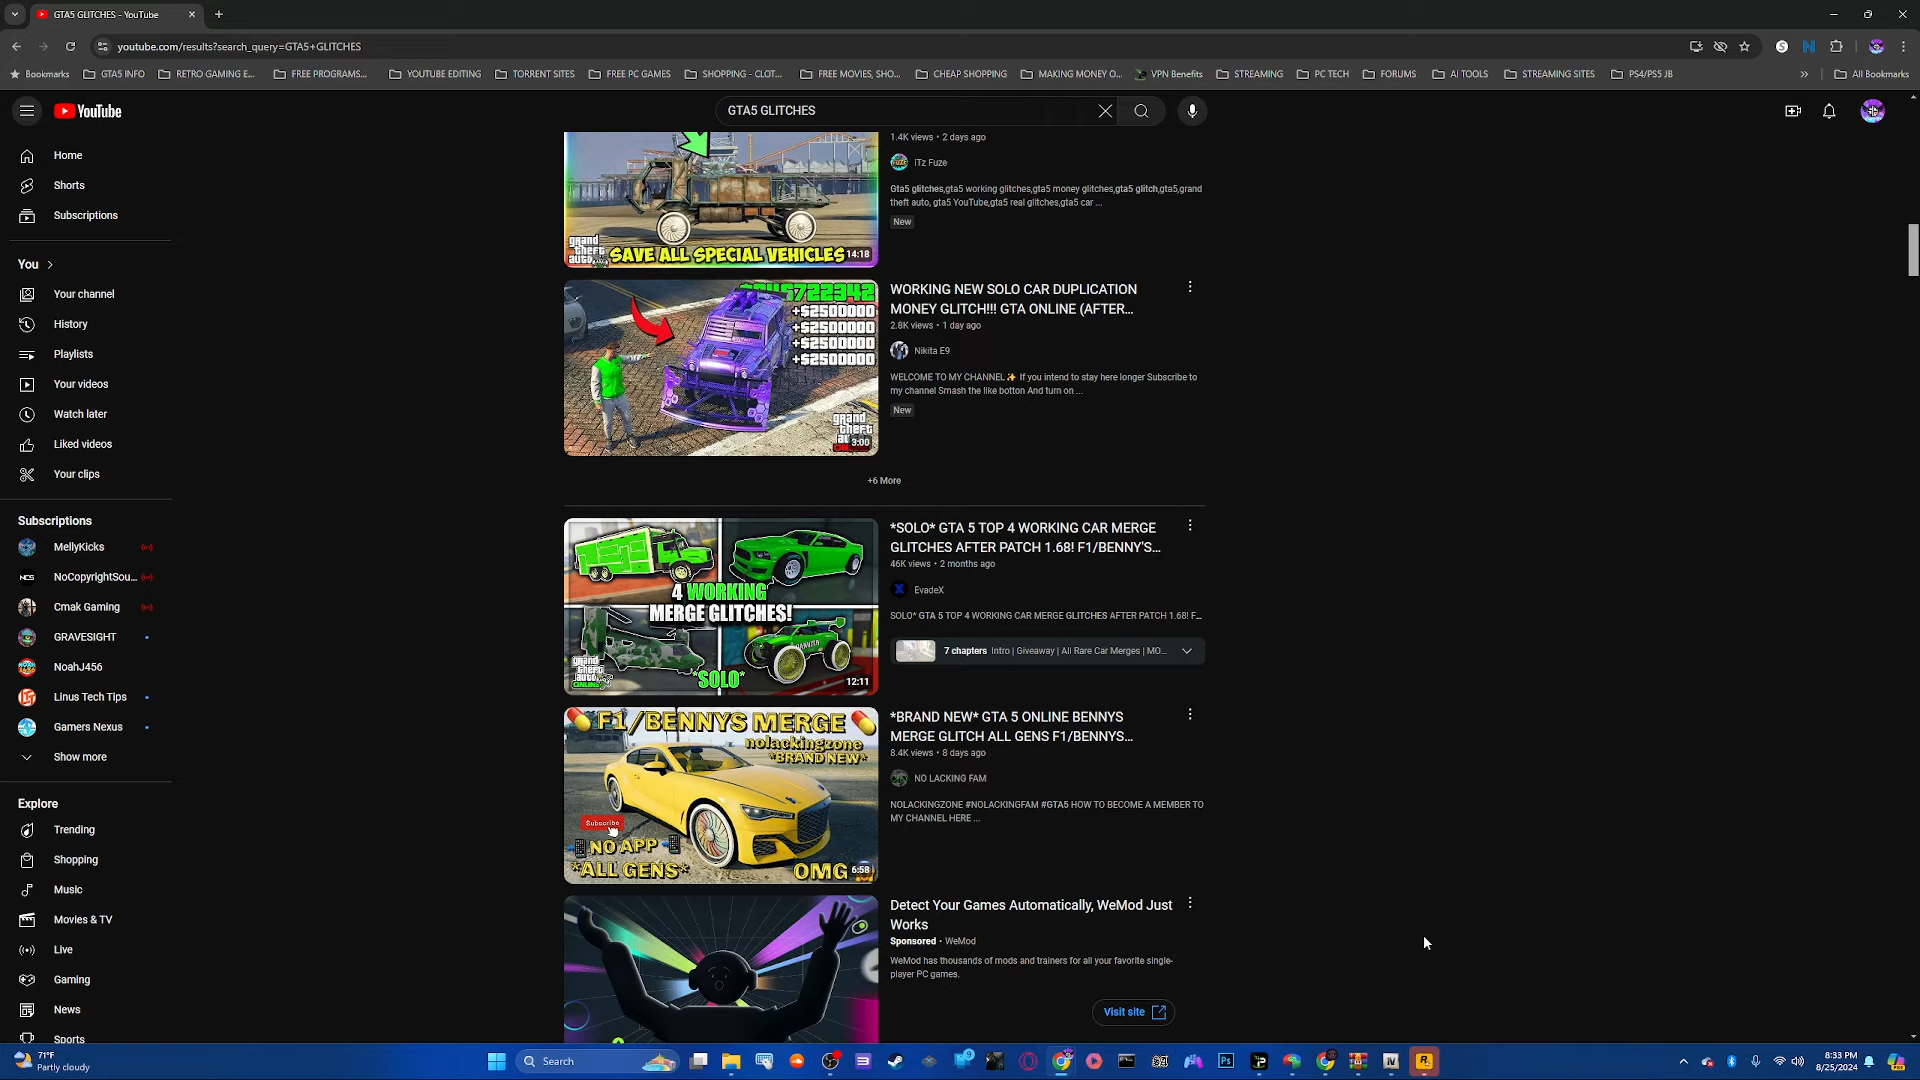 GTA5 GLITCHES - YouTube
youtube.com/results?search_query=GTA5+GLITCHES
Bookmarks
GTA5 INFO
RETRO GAMING E...
FREE PROGRAMS...
YOUTUBE EDITING
TORRENT SITES
FREE PC GAMES
SHOPPING - CLOT...
FREE MOVIES, SHO...
CHEAP SHOPPING
MAKING MONEY O...
VPN Benefits
STREAMING
PC TECH
FORUMS
AI TOOLS
STREAMING SITES
PS4/PS5 JB
All Bookmarks
YouTube
GTA5 GLITCHES
Home
Shorts
Subscriptions
You
Your channel
History
Playlists
Your videos
Watch later
Liked videos
Your clips
Subscriptions
MellyKicks
NoCopyrightSou...
Cmak Gaming
GRAVESIGHT
NoahJ456
Linus Tech Tips
Gamers Nexus
Show more
Explore
Trending
Shopping
Music
Movies & TV
Live
Gaming
News
Sports
grand
theft
auto
SAVE ALL SPECIAL VEHICLES
14:18
1.4K views • 2 days ago
iTz Fuze
Gta5 glitches,gta5 working glitches,gta5 money glitches,gta5 glitch,gta5,grand
theft auto, gta5 YouTube,gta5 real glitches,gta5 car ...
New
+$2500000
+$2500000
+$2500000
+$2500000
grand
theft
3:00
WORKING NEW SOLO CAR DUPLICATION
MONEY GLITCH!!! GTA ONLINE (AFTER...
2.8K views • 1 day ago
Nikita E9
WELCOME TO MY CHANNEL✨ If you intend to stay here longer Subscribe to
my channel Smash the like botton And turn on ...
New
+6 More
4 WORKING
MERGE GLITCHES!
grand
theft
auto
ONLINE
*SOLO*
12:11
*SOLO* GTA 5 TOP 4 WORKING CAR MERGE
GLITCHES AFTER PATCH 1.68! F1/BENNY'S...
46K views • 2 months ago
EvadeX
SOLO* GTA 5 TOP 4 WORKING CAR MERGE GLITCHES AFTER PATCH 1.68! F...
7 chapters Intro | Giveaway | All Rare Car Merges | MO...
F1/BENNYS MERGE
nolackingzone
*BRAND NEW*
Subscribe
NO APP
*ALL GENS*
OMG
6:58
*BRAND NEW* GTA 5 ONLINE BENNYS
MERGE GLITCH ALL GENS F1/BENNYS...
8.4K views • 8 days ago
NO LACKING FAM
NOLACKINGZONE #NOLACKINGFAM #GTA5 HOW TO BECOME A MEMBER TO
MY CHANNEL HERE ...
Detect Your Games Automatically, WeMod Just
Works
Sponsored • WeMod
WeMod has thousands of mods and trainers for all your favorite single-
player PC games.
Visit site
71°F
Partly cloudy
Search
9
Ps
IV
R
8:33 PM
8/25/2024